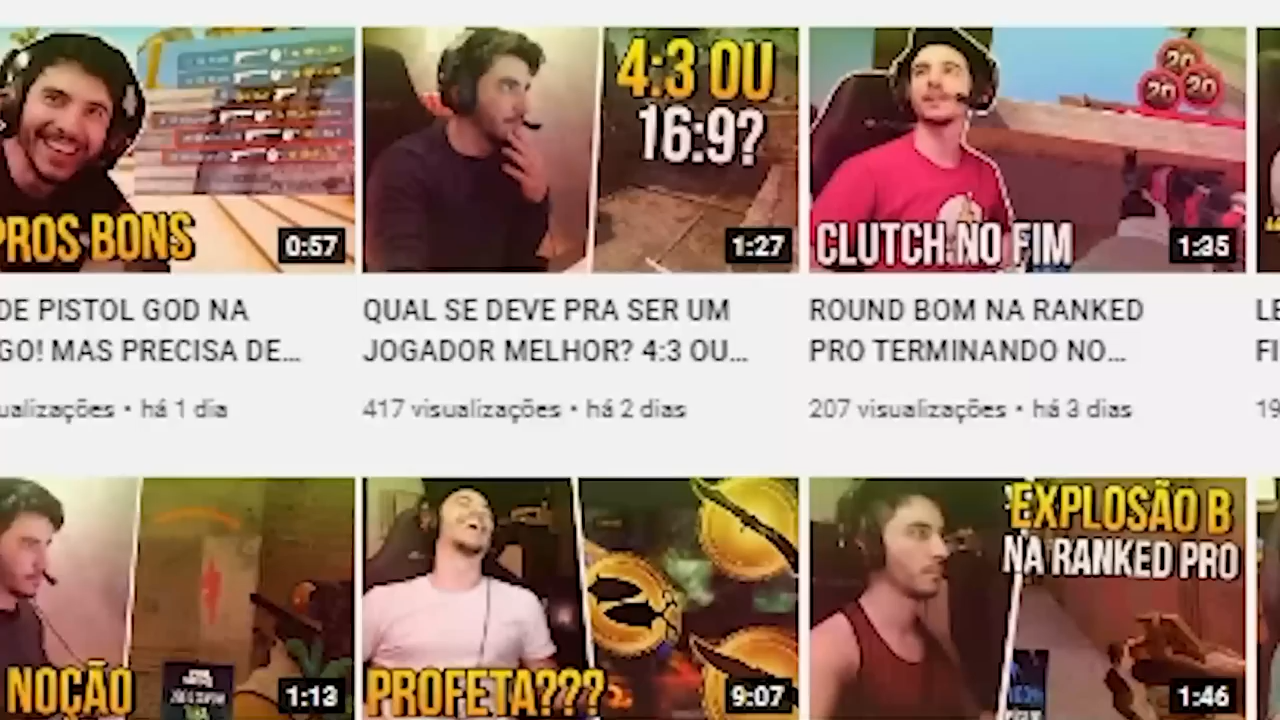 PROS BONS
0:57
4:3 OU
16:9?
1:27
20
20 20
CLUTCH NO FIM
1:35
DE PISTOL GOD NA
GO! MAS PRECISA DE...
ualizações • há 1 dia
QUAL SE DEVE PRA SER UM
JOGADOR MELHOR? 4:3 OU...
417 visualizações • há 2 dias
ROUND BOM NA RANKED
PRO TERMINANDO NO...
207 visualizações • há 3 dias
LE
FI
19
NOÇÃO
1:13
PROFETA???
9:07
EXPLOSÃO B
NA RANKED PRO
1:46